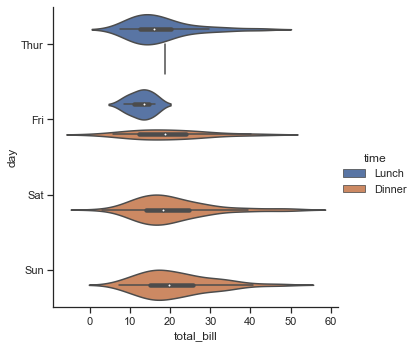 Thur
Fri
Sat
Sun
day
0 10 20 30 40 50 60
total_bill
time
Lunch
Dinner